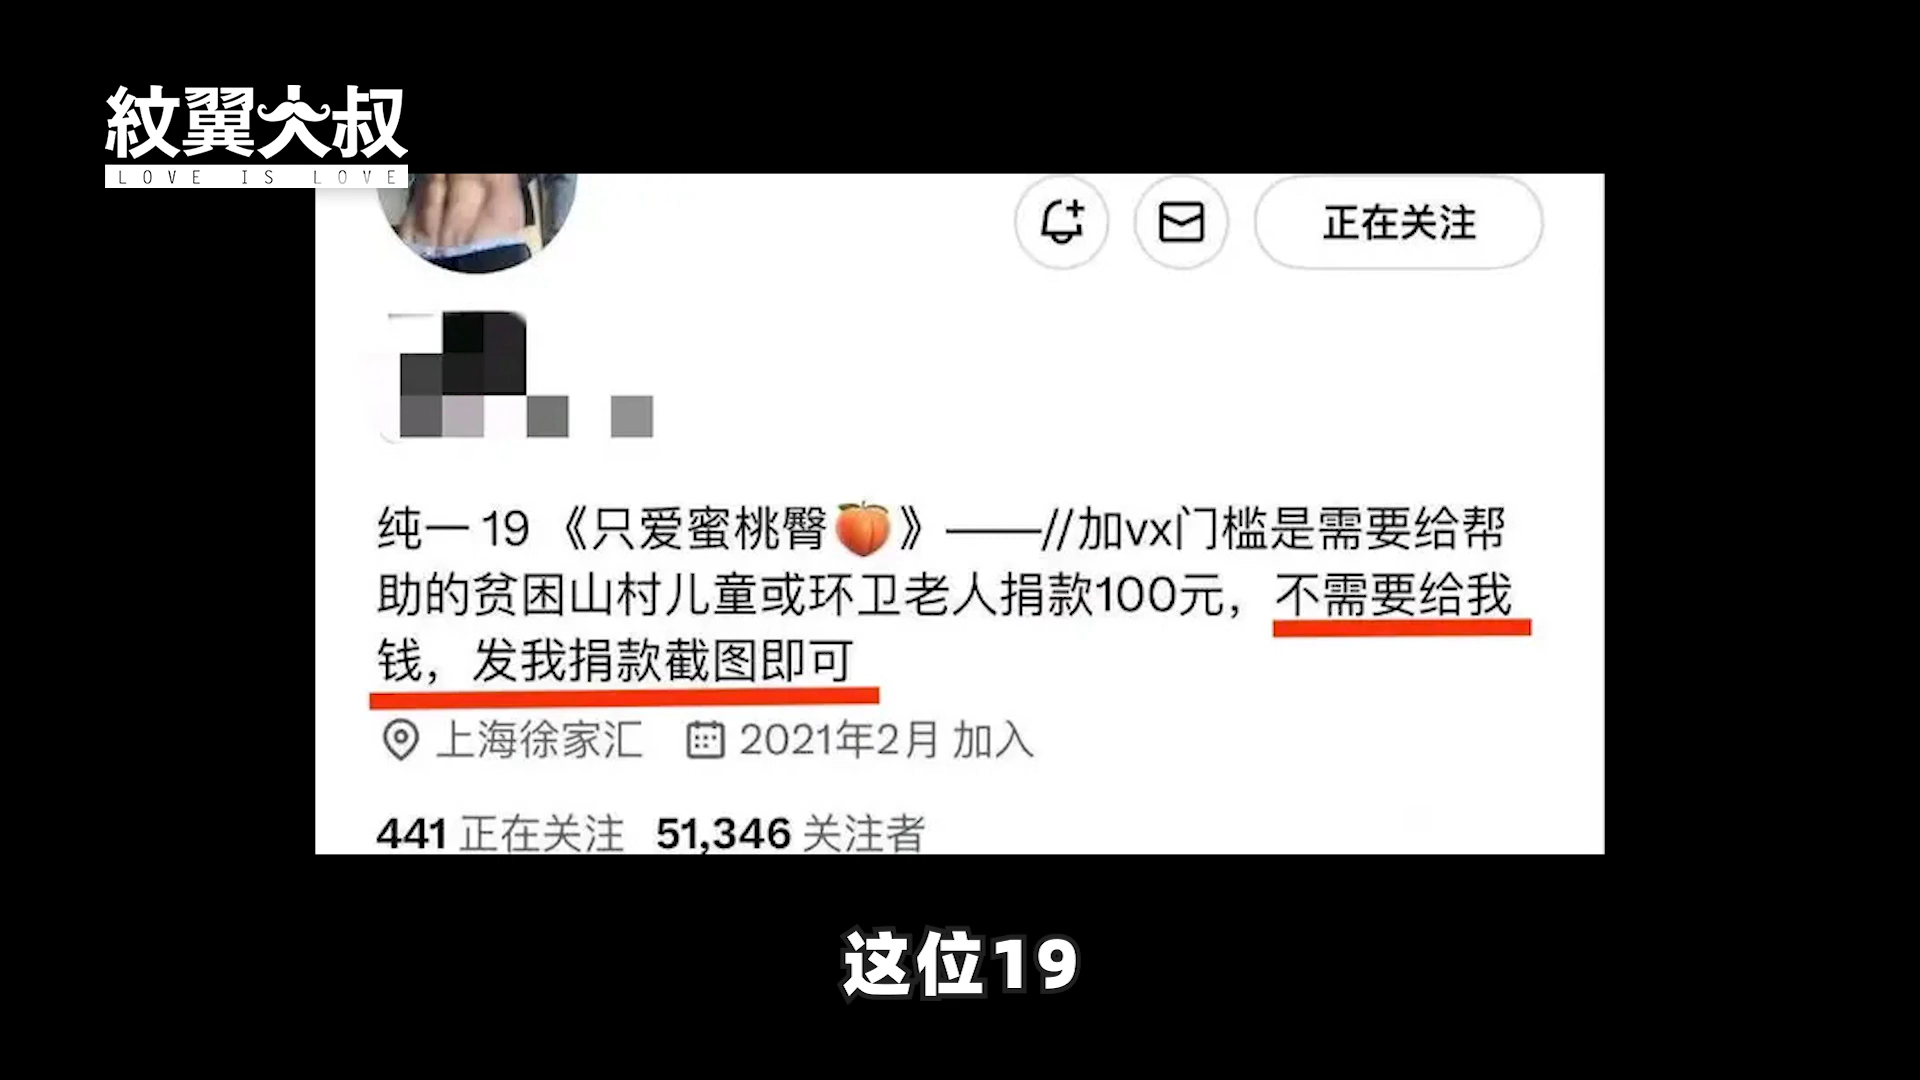 紋翼大叔
LOVE IS LOVE
正在关注
纯一 19 《只爱蜜桃臀🍑》——//加vx门槛是需要给帮
助的贫困山村儿童或环卫老人捐款100元，不需要给我
钱，发我捐款截图即可
上海徐家汇 2021年2月 加入
441 正在关注 51,346 关注者
这位19